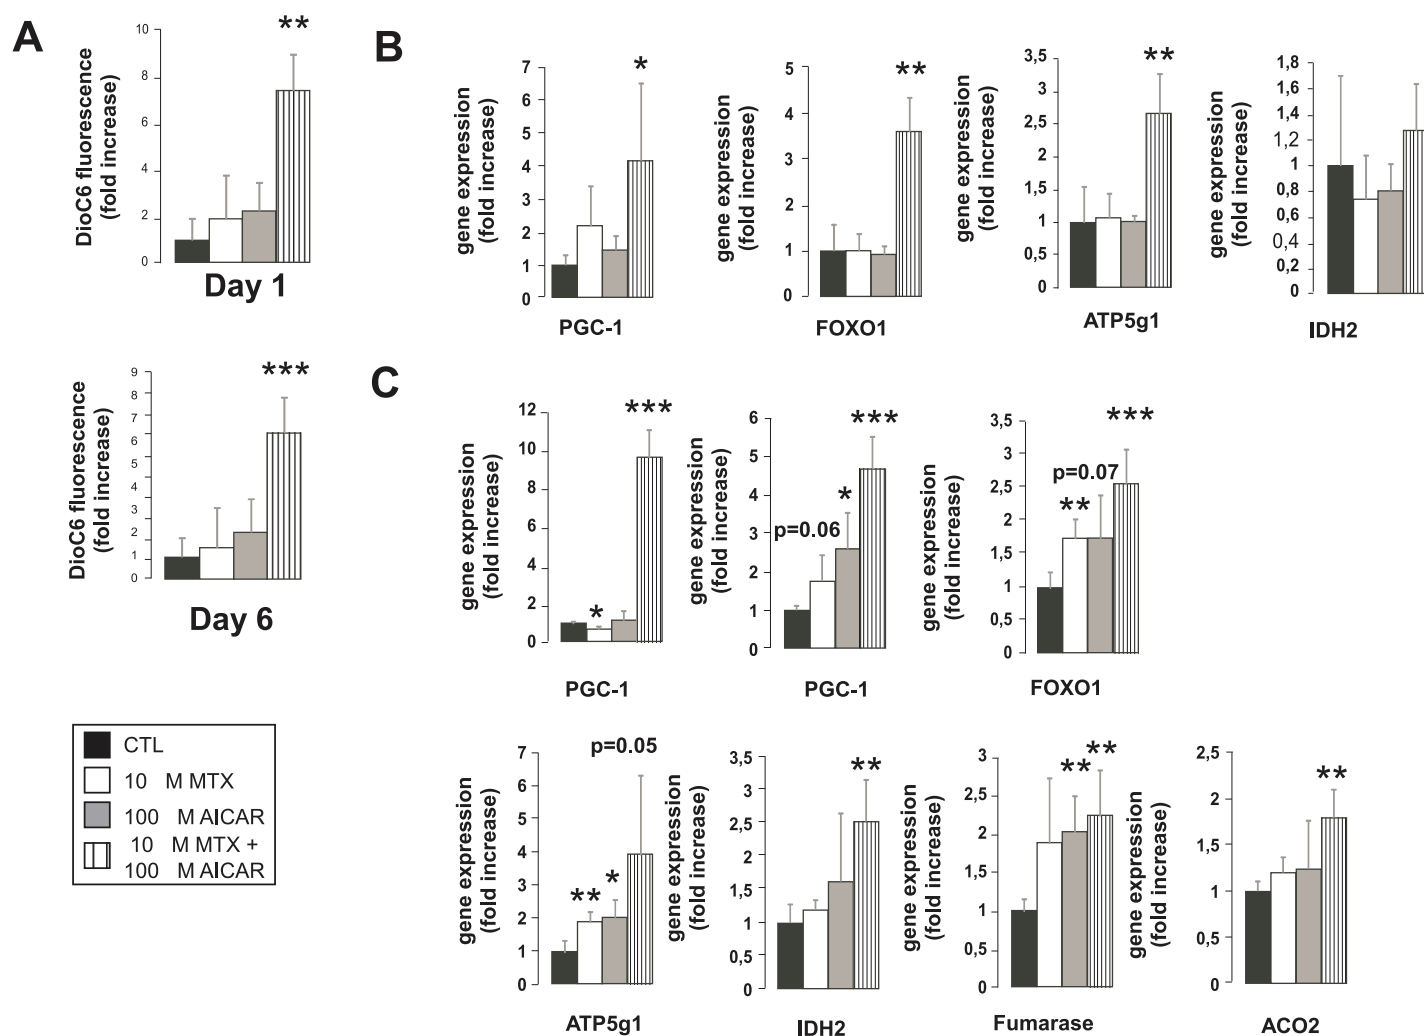 A
DioC6 fluorescence
(fold increase)
10
8
6
4
2
0
**
Day 1
DioC6 fluorescence
(fold increase)
9
8
7
6
5
4
3
2
1
0
***
Day 6
CTL
10 M MTX
100 M AICAR
10 M MTX +
100 M AICAR
B
gene expression
(fold increase)
7
6
5
4
3
2
1
0
*
PGC-1
gene expression
(fold increase)
5
4
3
2
1
0
**
FOXO1
gene expression
(fold increase)
3,5
3
2,5
2
1,5
1
0,5
0
**
ATP5g1
gene expression
(fold increase)
1,8
1,6
1,4
1,2
1
0,8
0,6
0,4
0,2
0
IDH2
C
gene expression
(fold increase)
12
10
8
6
4
2
0
*
***
PGC-1
gene expression
(fold increase)
6
5
4
3
2
1
0
p=0.06
*
***
PGC-1
gene expression
(fold increase)
3,5
3
2,5
2
1,5
1
0,5
0
**
p=0.07
***
FOXO1
gene expression
(fold increase)
7
6
5
4
3
2
1
0
**
*
p=0.05
ATP5g1
gene expression
(fold increase)
3,5
3
2,5
2
1,5
1
0,5
0
**
IDH2
gene expression
(fold increase)
3
2,5
2
1,5
1
0,5
0
**
**
Fumarase
gene expression
(fold increase)
2,5
2
1,5
1
0,5
0
**
ACO2